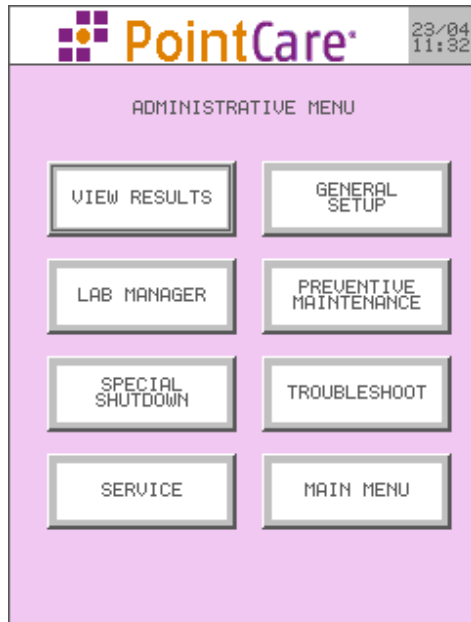 PointCare
23/04
11:32
ADMINISTRATIVE MENU
VIEW RESULTS
GENERAL
SETUP
LAB MANAGER
PREVENTIVE
MAINTENANCE
SPECIAL
SHUTDOWN
TROUBLESHOOT
SERVICE
MAIN MENU